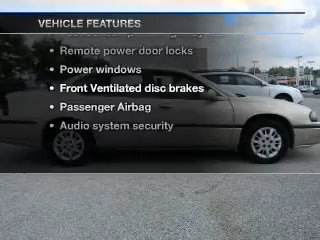 VEHICLE FEATURES
• Remote power door locks
• Power windows
• Front Ventilated disc brakes
• Passenger Airbag
• Audio system security